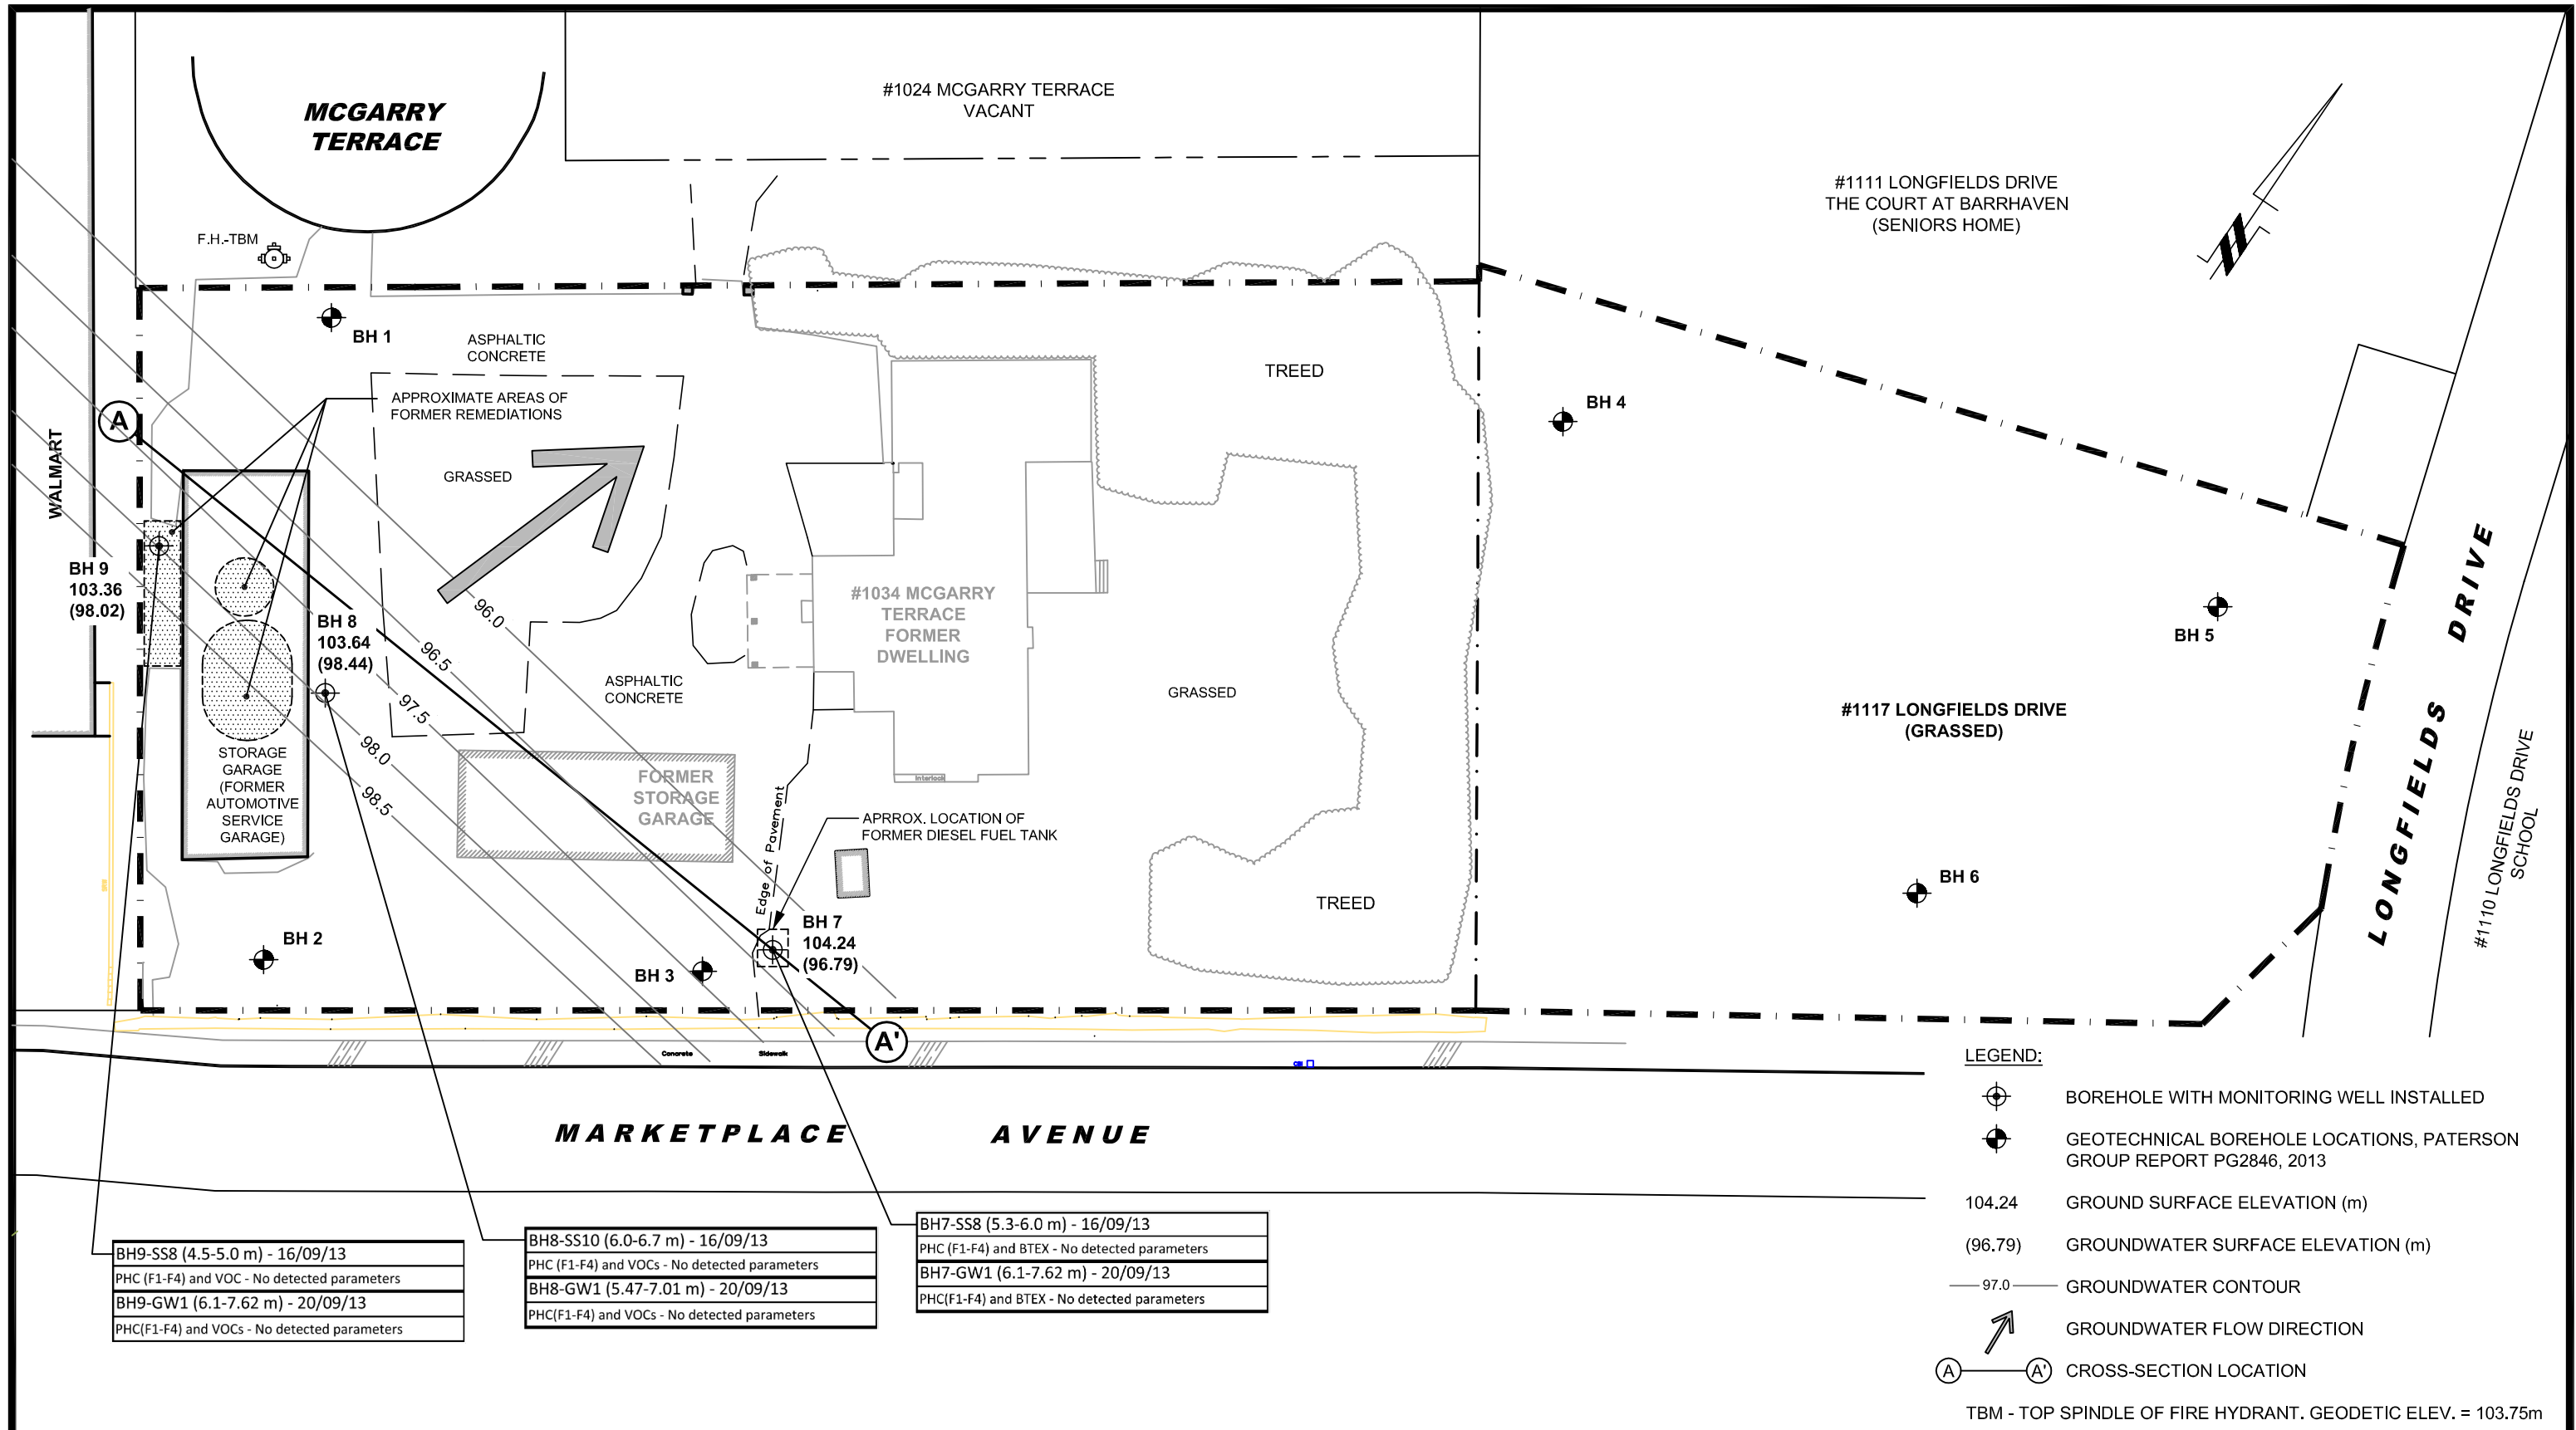 MCGARRY
TERRACE
#1024 MCGARRY TERRACE
VACANT
#1111 LONGFIELDS DRIVE
THE COURT AT BARRHAVEN
(SENIORS HOME)
F.H.-TBM
BH 1
ASPHALTIC
CONCRETE
APPROXIMATE AREAS OF
FORMER REMEDIATIONS
TREED
BH 4
A
WALMART
GRASSED
BH 9
103.36
(98.02)
BH 8
103.64
(98.44)
96.0
96.5
97.5
98.0
98.5
#1034 MCGARRY
TERRACE
FORMER
DWELLING
ASPHALTIC
CONCRETE
GRASSED
BH 5
#1117 LONGFIELDS DRIVE
(GRASSED)
LONGFIELDS DRIVE
#1110 LONGFIELDS DRIVE
SCHOOL
STORAGE
GARAGE
(FORMER
AUTOMOTIVE
SERVICE
GARAGE)
FORMER
STORAGE
GARAGE
Interlock
Edge of Pavement
APRROX. LOCATION OF
FORMER DIESEL FUEL TANK
BH 6
TREED
BH 2
BH 3
BH 7
104.24
(96.79)
A'
Concrete Sidewalk
MARKETPLACE AVENUE
BH9-SS8 (4.5-5.0 m) - 16/09/13
PHC (F1-F4) and VOC - No detected parameters
BH9-GW1 (6.1-7.62 m) - 20/09/13
PHC(F1-F4) and VOCs - No detected parameters
BH8-SS10 (6.0-6.7 m) - 16/09/13
PHC (F1-F4) and VOCs - No detected parameters
BH8-GW1 (5.47-7.01 m) - 20/09/13
PHC(F1-F4) and VOCs - No detected parameters
BH7-SS8 (5.3-6.0 m) - 16/09/13
PHC (F1-F4) and BTEX - No detected parameters
BH7-GW1 (6.1-7.62 m) - 20/09/13
PHC(F1-F4) and BTEX - No detected parameters
LEGEND:
BOREHOLE WITH MONITORING WELL INSTALLED
GEOTECHNICAL BOREHOLE LOCATIONS, PATERSON
GROUP REPORT PG2846, 2013
104.24 GROUND SURFACE ELEVATION (m)
(96.79) GROUNDWATER SURFACE ELEVATION (m)
97.0 GROUNDWATER CONTOUR
GROUNDWATER FLOW DIRECTION
A A' CROSS-SECTION LOCATION
TBM - TOP SPINDLE OF FIRE HYDRANT. GEODETIC ELEV. = 103.75m